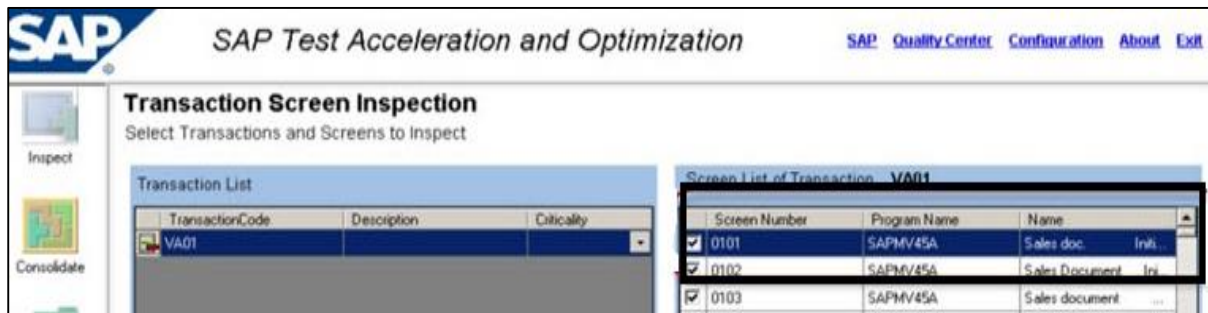 SAP
SAP Test Acceleration and Optimization
SAP Quality Center Configuration About Exit
Transaction Screen Inspection
Select Transactions and Screens to Inspect
Inspect
Consolidate
Transaction List
TransactionCode Description Criticality
VA01
Screen List of Transaction VA01
Screen Number Program Name Name
0101 SAPMV45A Sales doc. Initi...
0102 SAPMV45A Sales Document Ini...
0103 SAPMV45A Sales document ...